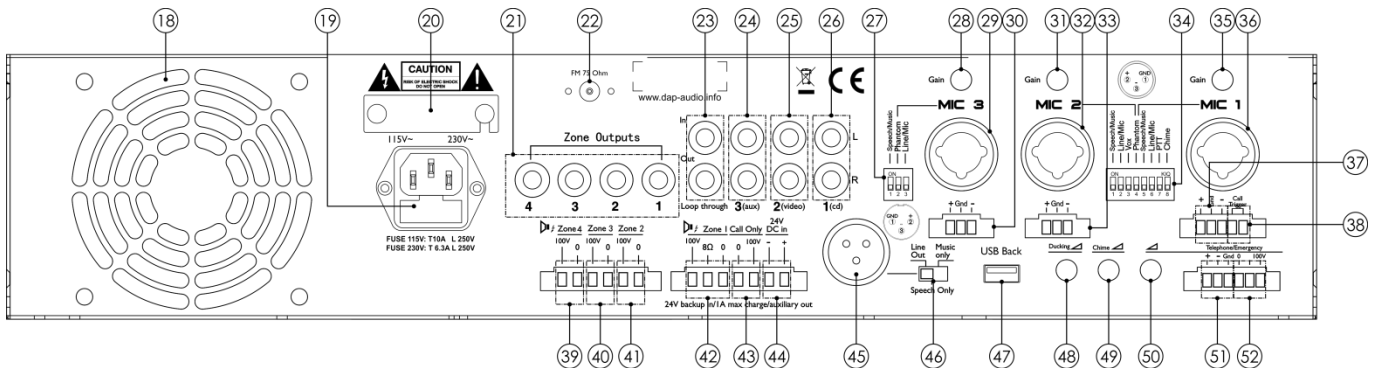 18 19 20 21 22 23 24 25 26 27 28 29 30 31 32 33 34 35 36
CAUTION
RISK OF ELECTRIC SHOCK
DO NOT OPEN
115V~ 230V~
FUSE 115V: T10A L 250V
FUSE 230V: T 6.3A L 250V
Zone Outputs
4 3 2 1
FM 75 Ohm
www.dap-audio.info
CE
In
Out
L
R
Loop through 3(aux) 2(video) 1(cd)
Speech/Music
Phantom
Line/Mic
ON
1 2 3
Gain
MIC 3
+ Gnd -
GND
1 2 3
+
-
Gain
MIC 2
+ Gnd -
+ GND
2 1
-
3
Speech/Music
Line/Mic
Vox
Phantom
Speech/Music
Line/Mic
PTT
Chime
ON
1 2 3 4 5 6 7 8
Gain
MIC 1
37
+ Gnd -
Call
Trigger
38
Zone 4 Zone 3 Zone 2
100V 0 100V 0 100V 0
Zone 1 Call Only 24V
DC in
100V 8Ω 0 0 100V - +
24V backup in/1A max charge/auxiliary out
Line
Out
Music
only
Speech Only
USB Back
Ducking
Chime
Telephone/Emergency
+ - Gnd 0 100V
39 40 41 42 43 44 45 46 47 48 49 50 51 52